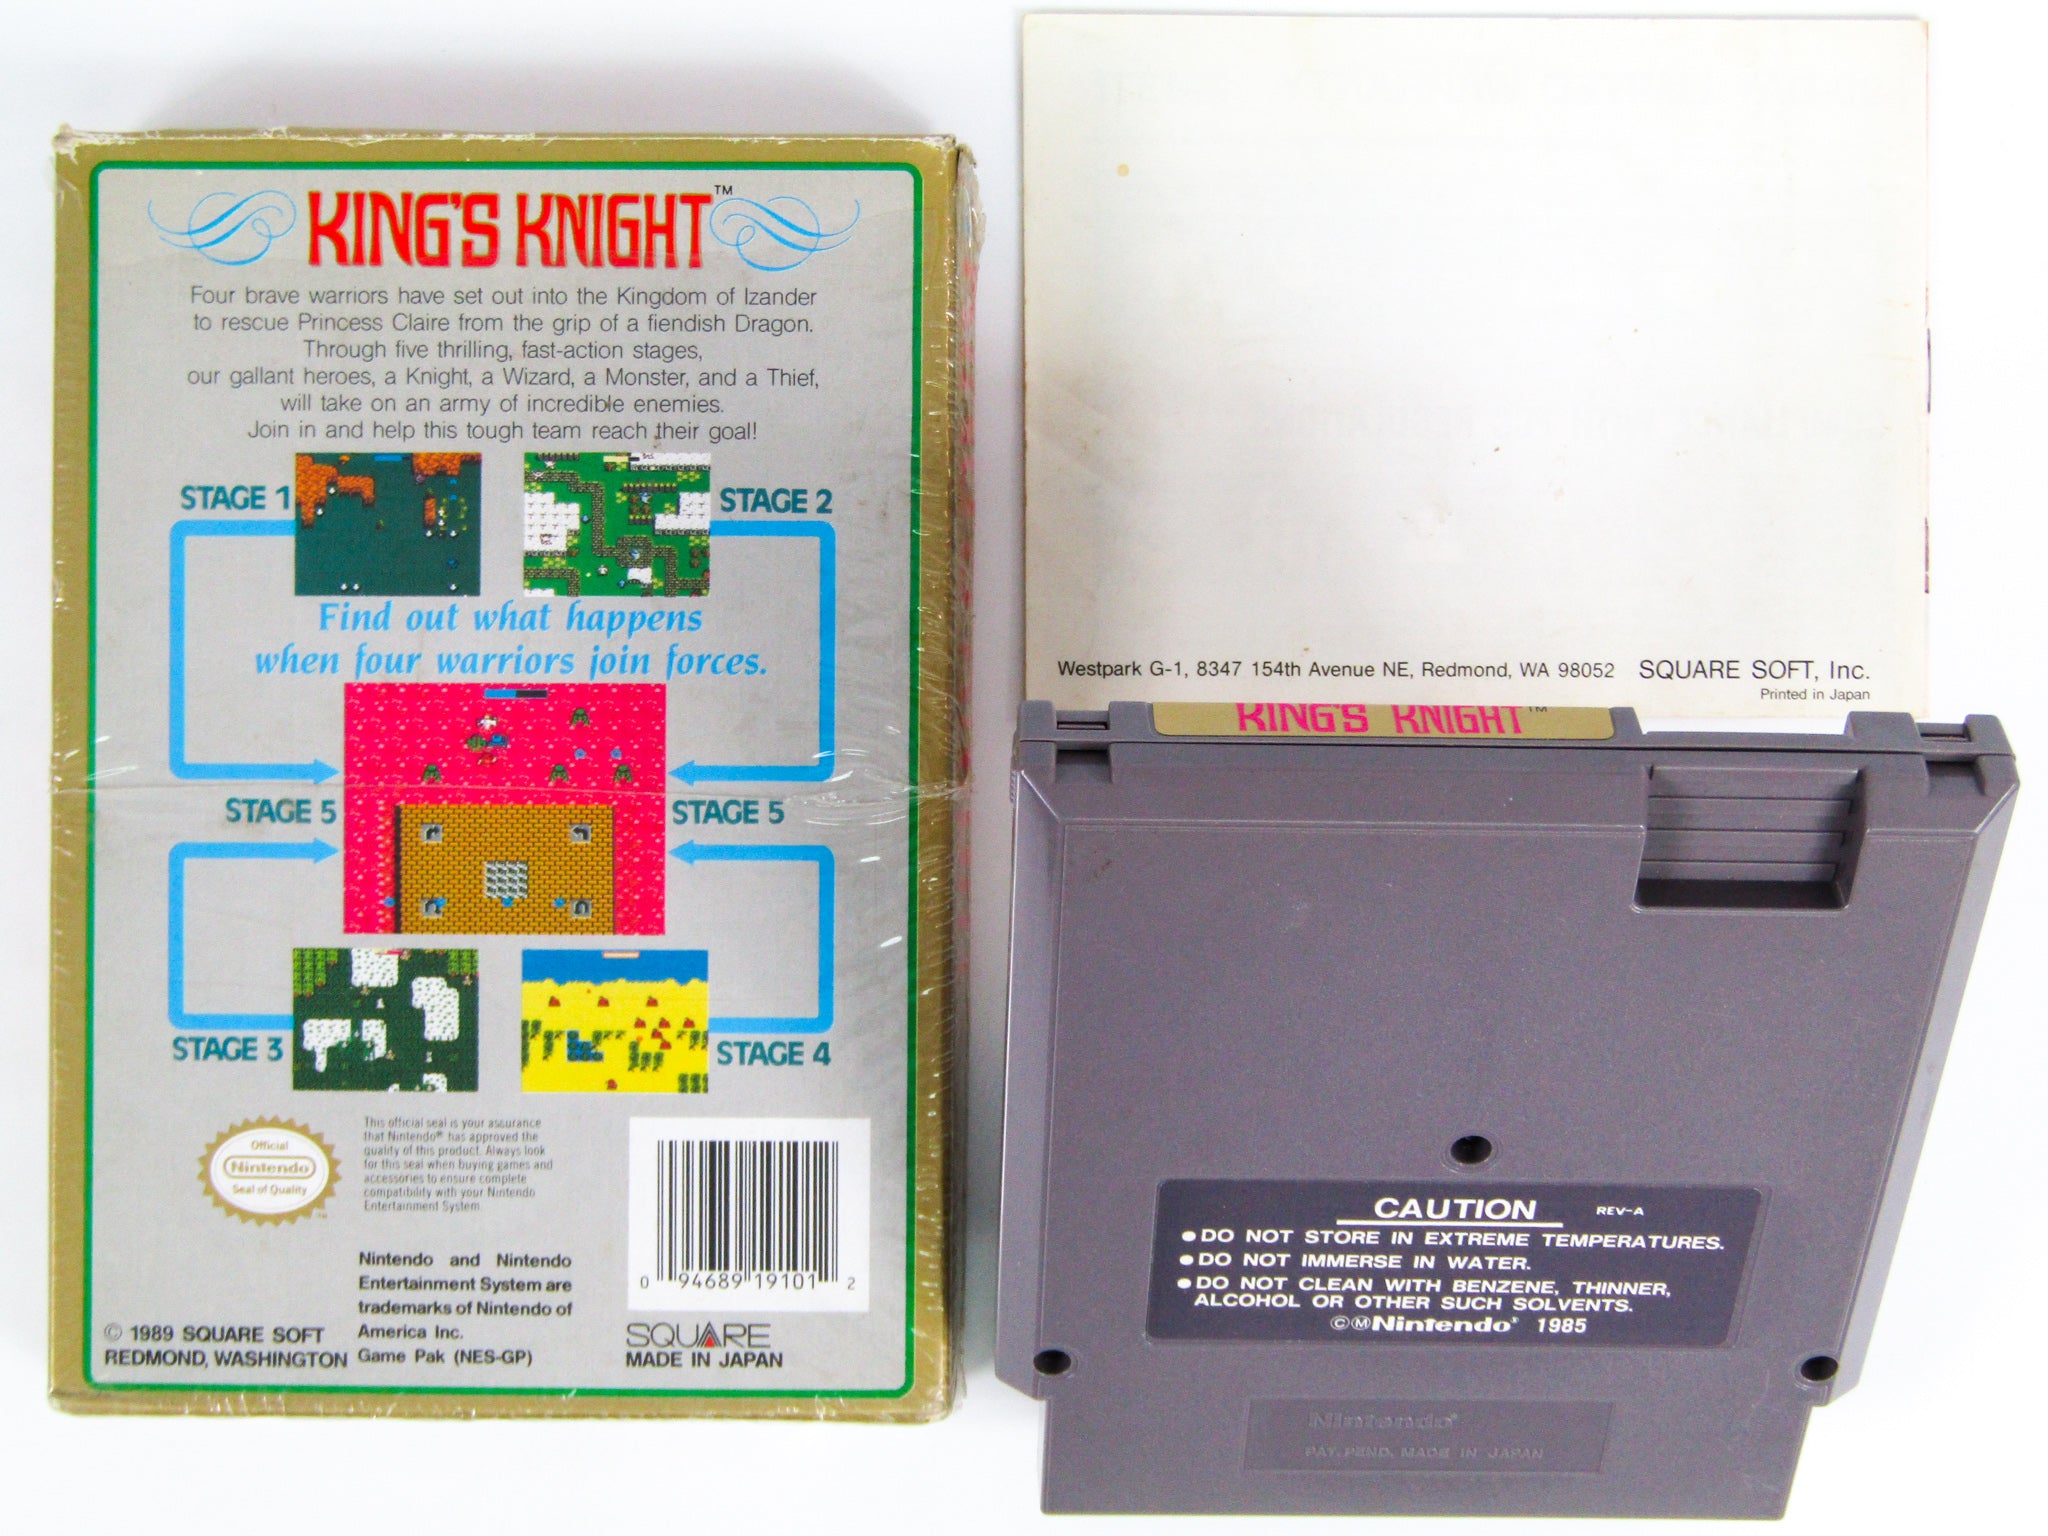 KING'S KNIGHT™
Four brave warriors have set out into the Kingdom of Izander
to rescue Princess Claire from the grip of a fiendish Dragon.
Through five thrilling, fast-action stages,
our gallant heroes, a Knight, a Wizard, a Monster, and a Thief,
will take on an army of incredible enemies.
Join in and help this tough team reach their goal!
STAGE 1
STAGE 2
Find out what happens
when four warriors join forces.
STAGE 5
STAGE 5
STAGE 3
STAGE 4
Official
Nintendo
Seal of Quality
This official seal is your assurance
that Nintendo® has approved the
quality of this product. Always look
for this seal when buying games and
accessories to ensure complete
compatibility with your Nintendo
Entertainment System.
Nintendo and Nintendo
Entertainment System are
trademarks of Nintendo of
America Inc.
Game Pak (NES-GP)
© 1989 SQUARE SOFT
REDMOND, WASHINGTON
0 94689 19101 2
SQUARE
MADE IN JAPAN
Westpark G-1, 8347 154th Avenue NE, Redmond, WA 98052 SQUARE SOFT, Inc.
Printed in Japan
KING'S KNIGHT™
CAUTION REV-A
●DO NOT STORE IN EXTREME TEMPERATURES.
●DO NOT IMMERSE IN WATER.
●DO NOT CLEAN WITH BENZENE, THINNER,
ALCOHOL OR OTHER SUCH SOLVENTS.
©ⓂNintendo® 1985
Nintendo®
PAT. PEND. MADE IN JAPAN